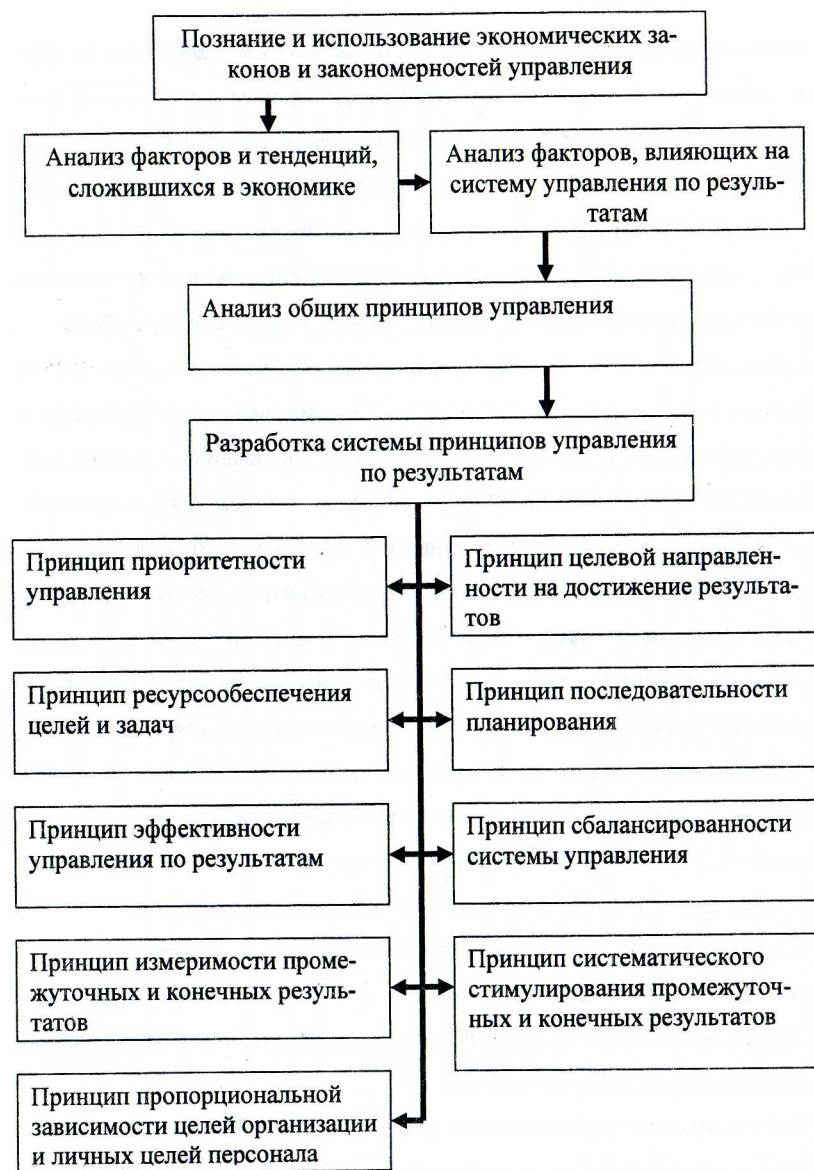 Познание и использование экономических за-
конов и закономерностей управления
Анализ факторов и тенденций,
сложившихся в экономике
Анализ факторов, влияющих на
систему управления по резуль-
татам
Анализ общих принципов управления
Разработка системы принципов управления
по результатам
Принцип приоритетности
управления
Принцип целевой направлен-
ности на достижение результа-
тов
Принцип ресурсообеспечения
целей и задач
Принцип последовательности
планирования
Принцип эффективности
управления по результатам
Принцип сбалансированности
системы управления
Принцип измеримости проме-
жуточных и конечных резуль-
татов
Принцип систематического
стимулирования промежуточ-
ных и конечных результатов
Принцип пропорциональной
зависимости целей организации
и личных целей персонала